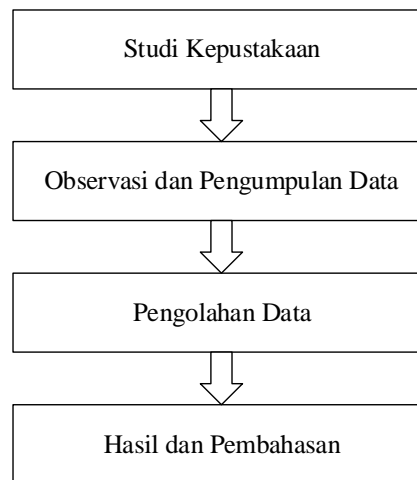 Studi Kepustakaan
Observasi dan Pengumpulan Data
Pengolahan Data
Hasil dan Pembahasan